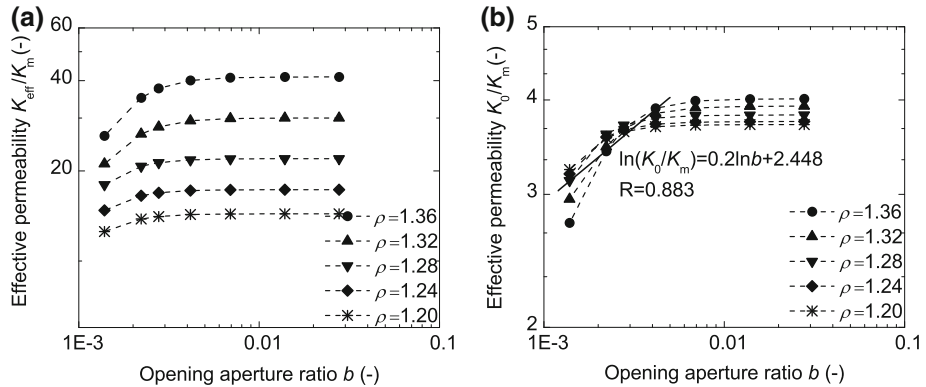 (a)
60
40
20
Effective permeability K_eff/K_m(-)
1E-3 0.01 0.1
Opening aperture ratio b (-)
ρ=1.36
ρ=1.32
ρ=1.28
ρ=1.24
ρ=1.20
(b)
5
4
3
2
Effective permeability K_0/K_m(-)
ln(K_0/K_m)=0.2lnb+2.448
R=0.883
ρ=1.36
ρ=1.32
ρ=1.28
ρ=1.24
ρ=1.20
1E-3 0.01 0.1
Opening aperture ratio b (-)